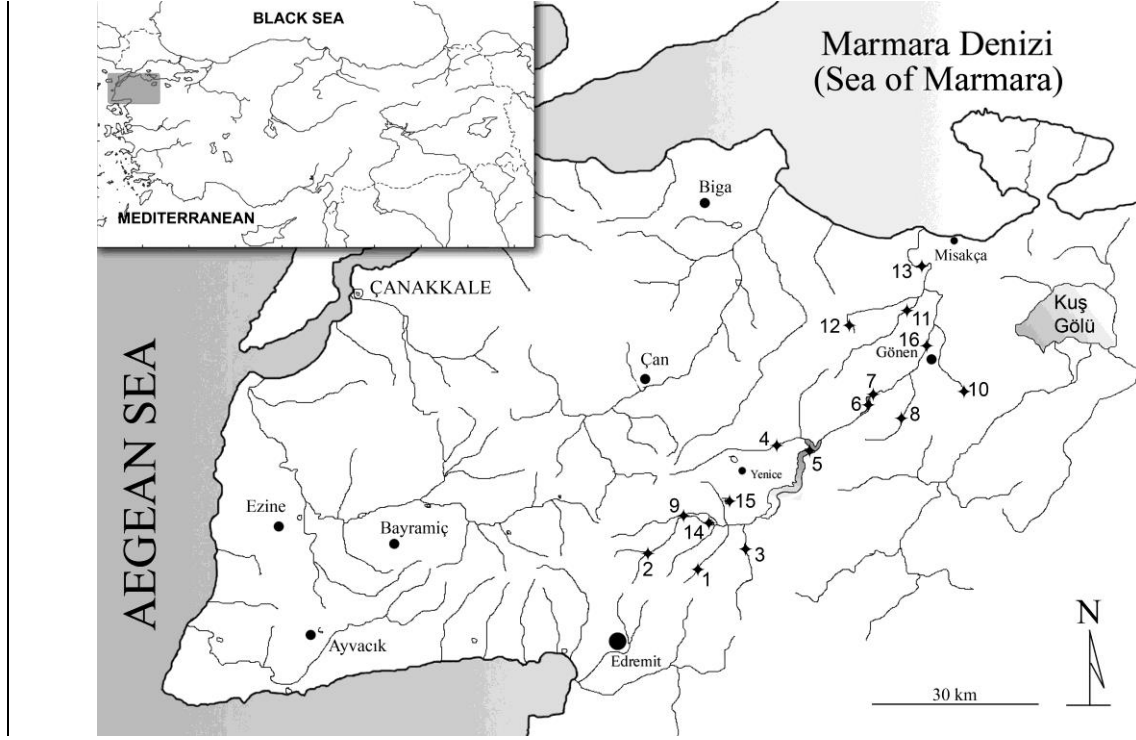 BLACK SEA
MEDITERRANEAN
Marmara Denizi
(Sea of Marmara)
Biga
Misakça
13
ÇANAKKALE
Kuş
Gölü
11
12
16
Gönen
Çan
7
10
6
8
4
5
Yenice
AEGEAN SEA
15
Ezine
9
Bayramiç
14
3
2
1
N
Ayvacık
Edremit
30 km